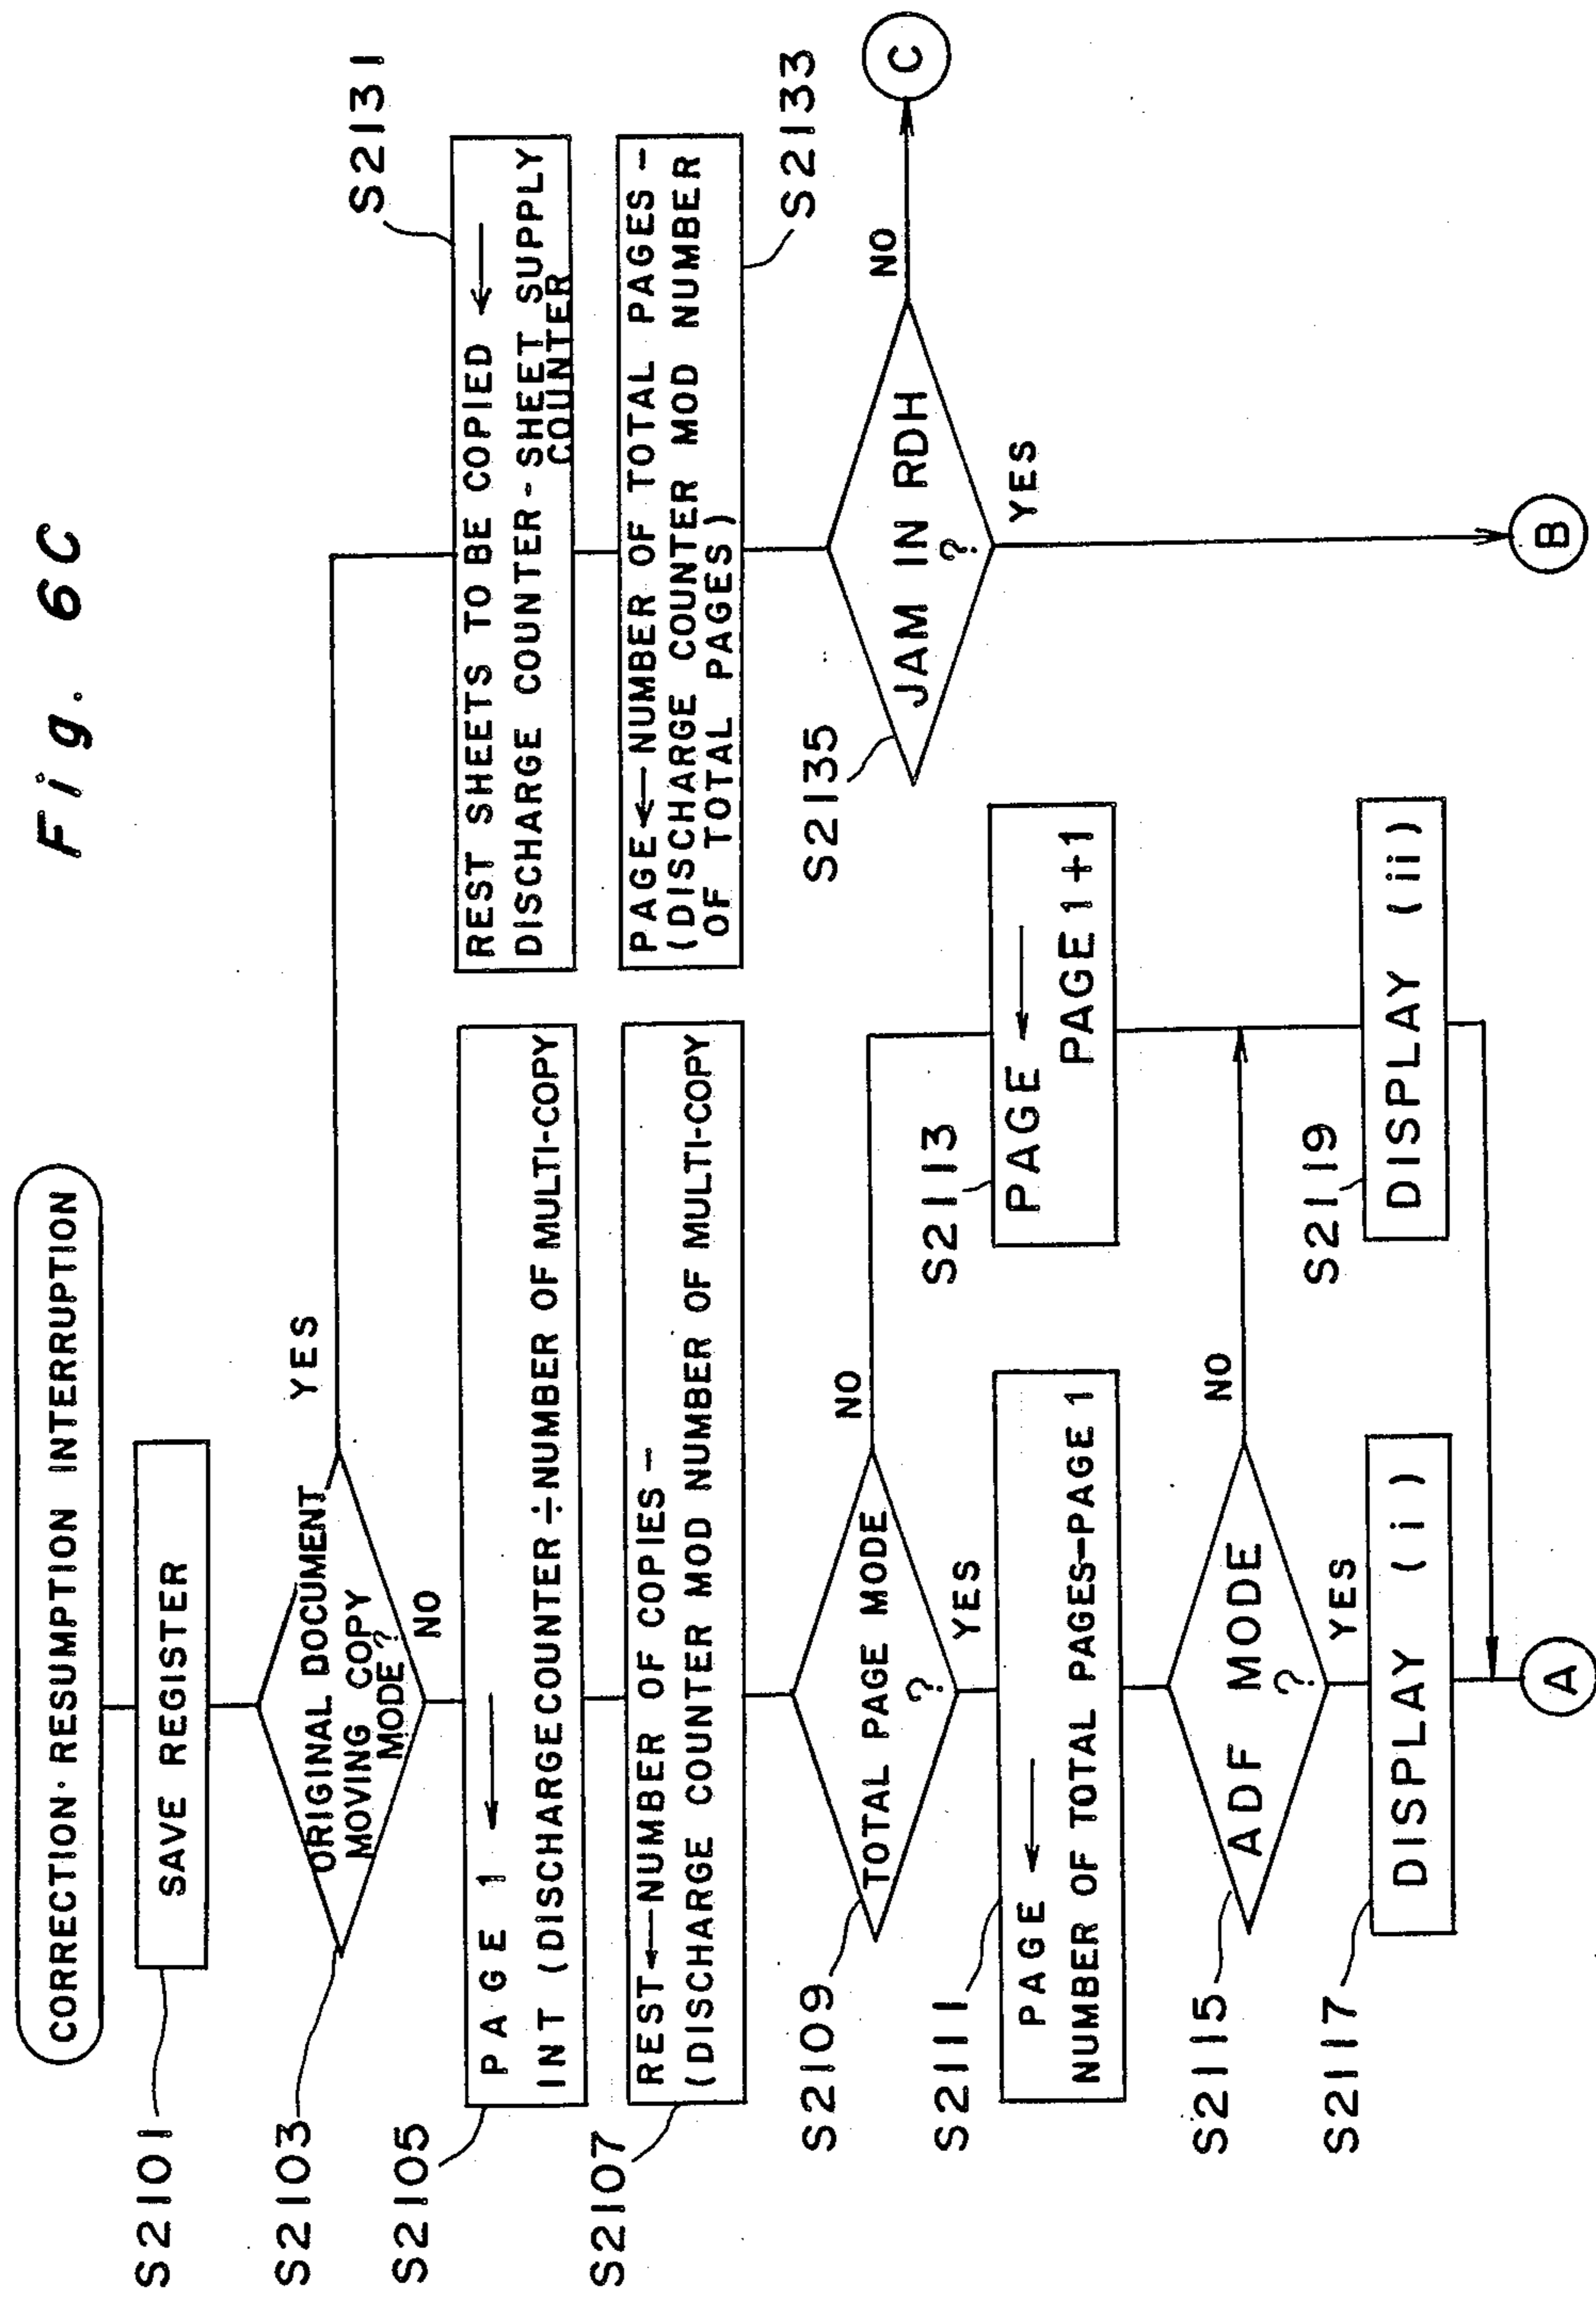 Fig. 6C
CORRECTION·RESUMPTION INTERRUPTION
S2101
SAVE REGISTER
S2103
ORIGINAL DOCUMENT
MOVING COPY
MODE?
YES
NO
S2105
PAGE 1 ←
INT (DISCHARGE COUNTER ÷ NUMBER OF MULTI-COPY
S2107
REST ← NUMBER OF COPIES −
(DISCHARGE COUNTER MOD NUMBER OF MULTI-COPY
S2109
TOTAL PAGE MODE
?
NO
YES
S2111
PAGE ←
NUMBER OF TOTAL PAGES−PAGE 1
S2113
PAGE ←
PAGE 1+1
S2115
ADF MODE
?
NO
YES
S2117
DISPLAY (i)
S2119
DISPLAY (ii)
A
S2131
REST SHEETS TO BE COPIED ←
DISCHARGE COUNTER - SHEET SUPPLY
COUNTER
S2133
PAGE ← NUMBER OF TOTAL PAGES −
(DISCHARGE COUNTER MOD NUMBER
OF TOTAL PAGES)
S2135
JAM IN RDH
?
NO
C
YES
B